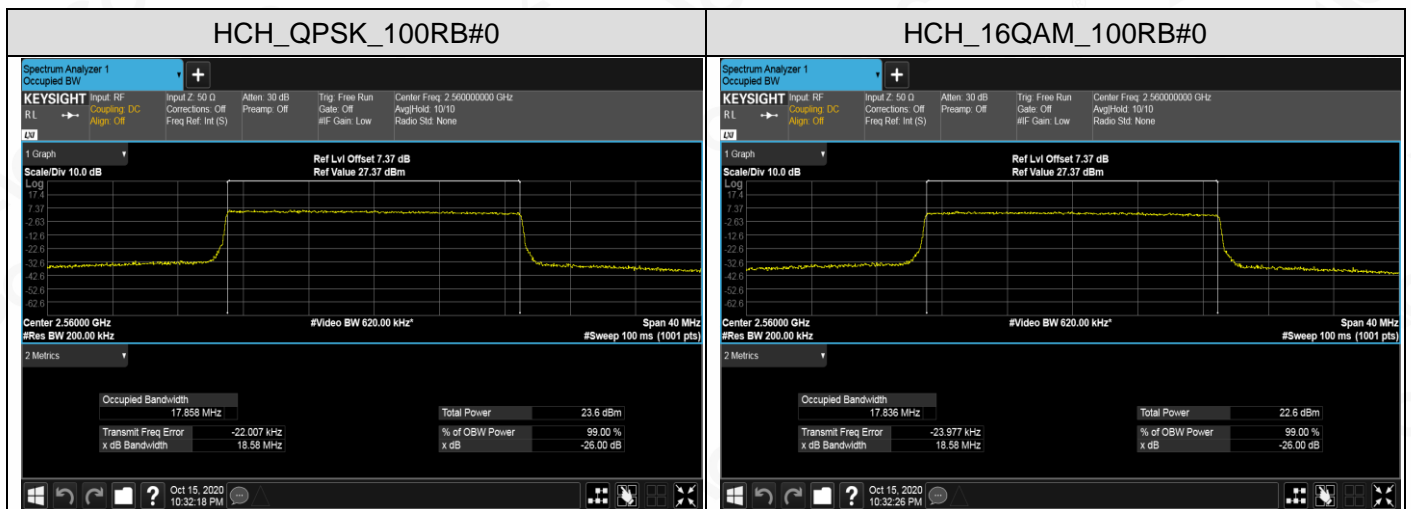 HCH_QPSK_100RB#0
HCH_16QAM_100RB#0
Spectrum Analyzer 1
Occupied BW
+
KEYSIGHT
RL
LXI
Input: RF
Coupling: DC
Align: Off
Input Z: 50 Ω
Corrections: Off
Freq Ref: Int (S)
Atten: 30 dB
Preamp: Off
Trig: Free Run
Gate: Off
#IF Gain: Low
Center Freq: 2.560000000 GHz
Avg|Hold: 10/10
Radio Std: None
1 Graph
Scale/Div 10.0 dB
Ref Lvl Offset 7.37 dB
Ref Value 27.37 dBm
Log
17.4
7.37
-2.63
-12.6
-22.6
-32.6
-42.6
-52.6
-62.6
Center 2.56000 GHz
#Res BW 200.00 kHz
#Video BW 620.00 kHz*
Span 40 MHz
#Sweep 100 ms (1001 pts)
2 Metrics
Occupied Bandwidth
17.858 MHz
Transmit Freq Error -22.007 kHz
x dB Bandwidth 18.58 MHz
Total Power 23.6 dBm
% of OBW Power 99.00 %
x dB -26.00 dB
?
Oct 15, 2020
10:32:18 PM
Spectrum Analyzer 1
Occupied BW
+
KEYSIGHT
RL
LXI
Input: RF
Coupling: DC
Align: Off
Input Z: 50 Ω
Corrections: Off
Freq Ref: Int (S)
Atten: 30 dB
Preamp: Off
Trig: Free Run
Gate: Off
#IF Gain: Low
Center Freq: 2.560000000 GHz
Avg|Hold: 10/10
Radio Std: None
1 Graph
Scale/Div 10.0 dB
Ref Lvl Offset 7.37 dB
Ref Value 27.37 dBm
Log
17.4
7.37
-2.63
-12.6
-22.6
-32.6
-42.6
-52.6
-62.6
Center 2.56000 GHz
#Res BW 200.00 kHz
#Video BW 620.00 kHz*
Span 40 MHz
#Sweep 100 ms (1001 pts)
2 Metrics
Occupied Bandwidth
17.836 MHz
Transmit Freq Error -23.977 kHz
x dB Bandwidth 18.58 MHz
Total Power 22.6 dBm
% of OBW Power 99.00 %
x dB -26.00 dB
?
Oct 15, 2020
10:32:26 PM